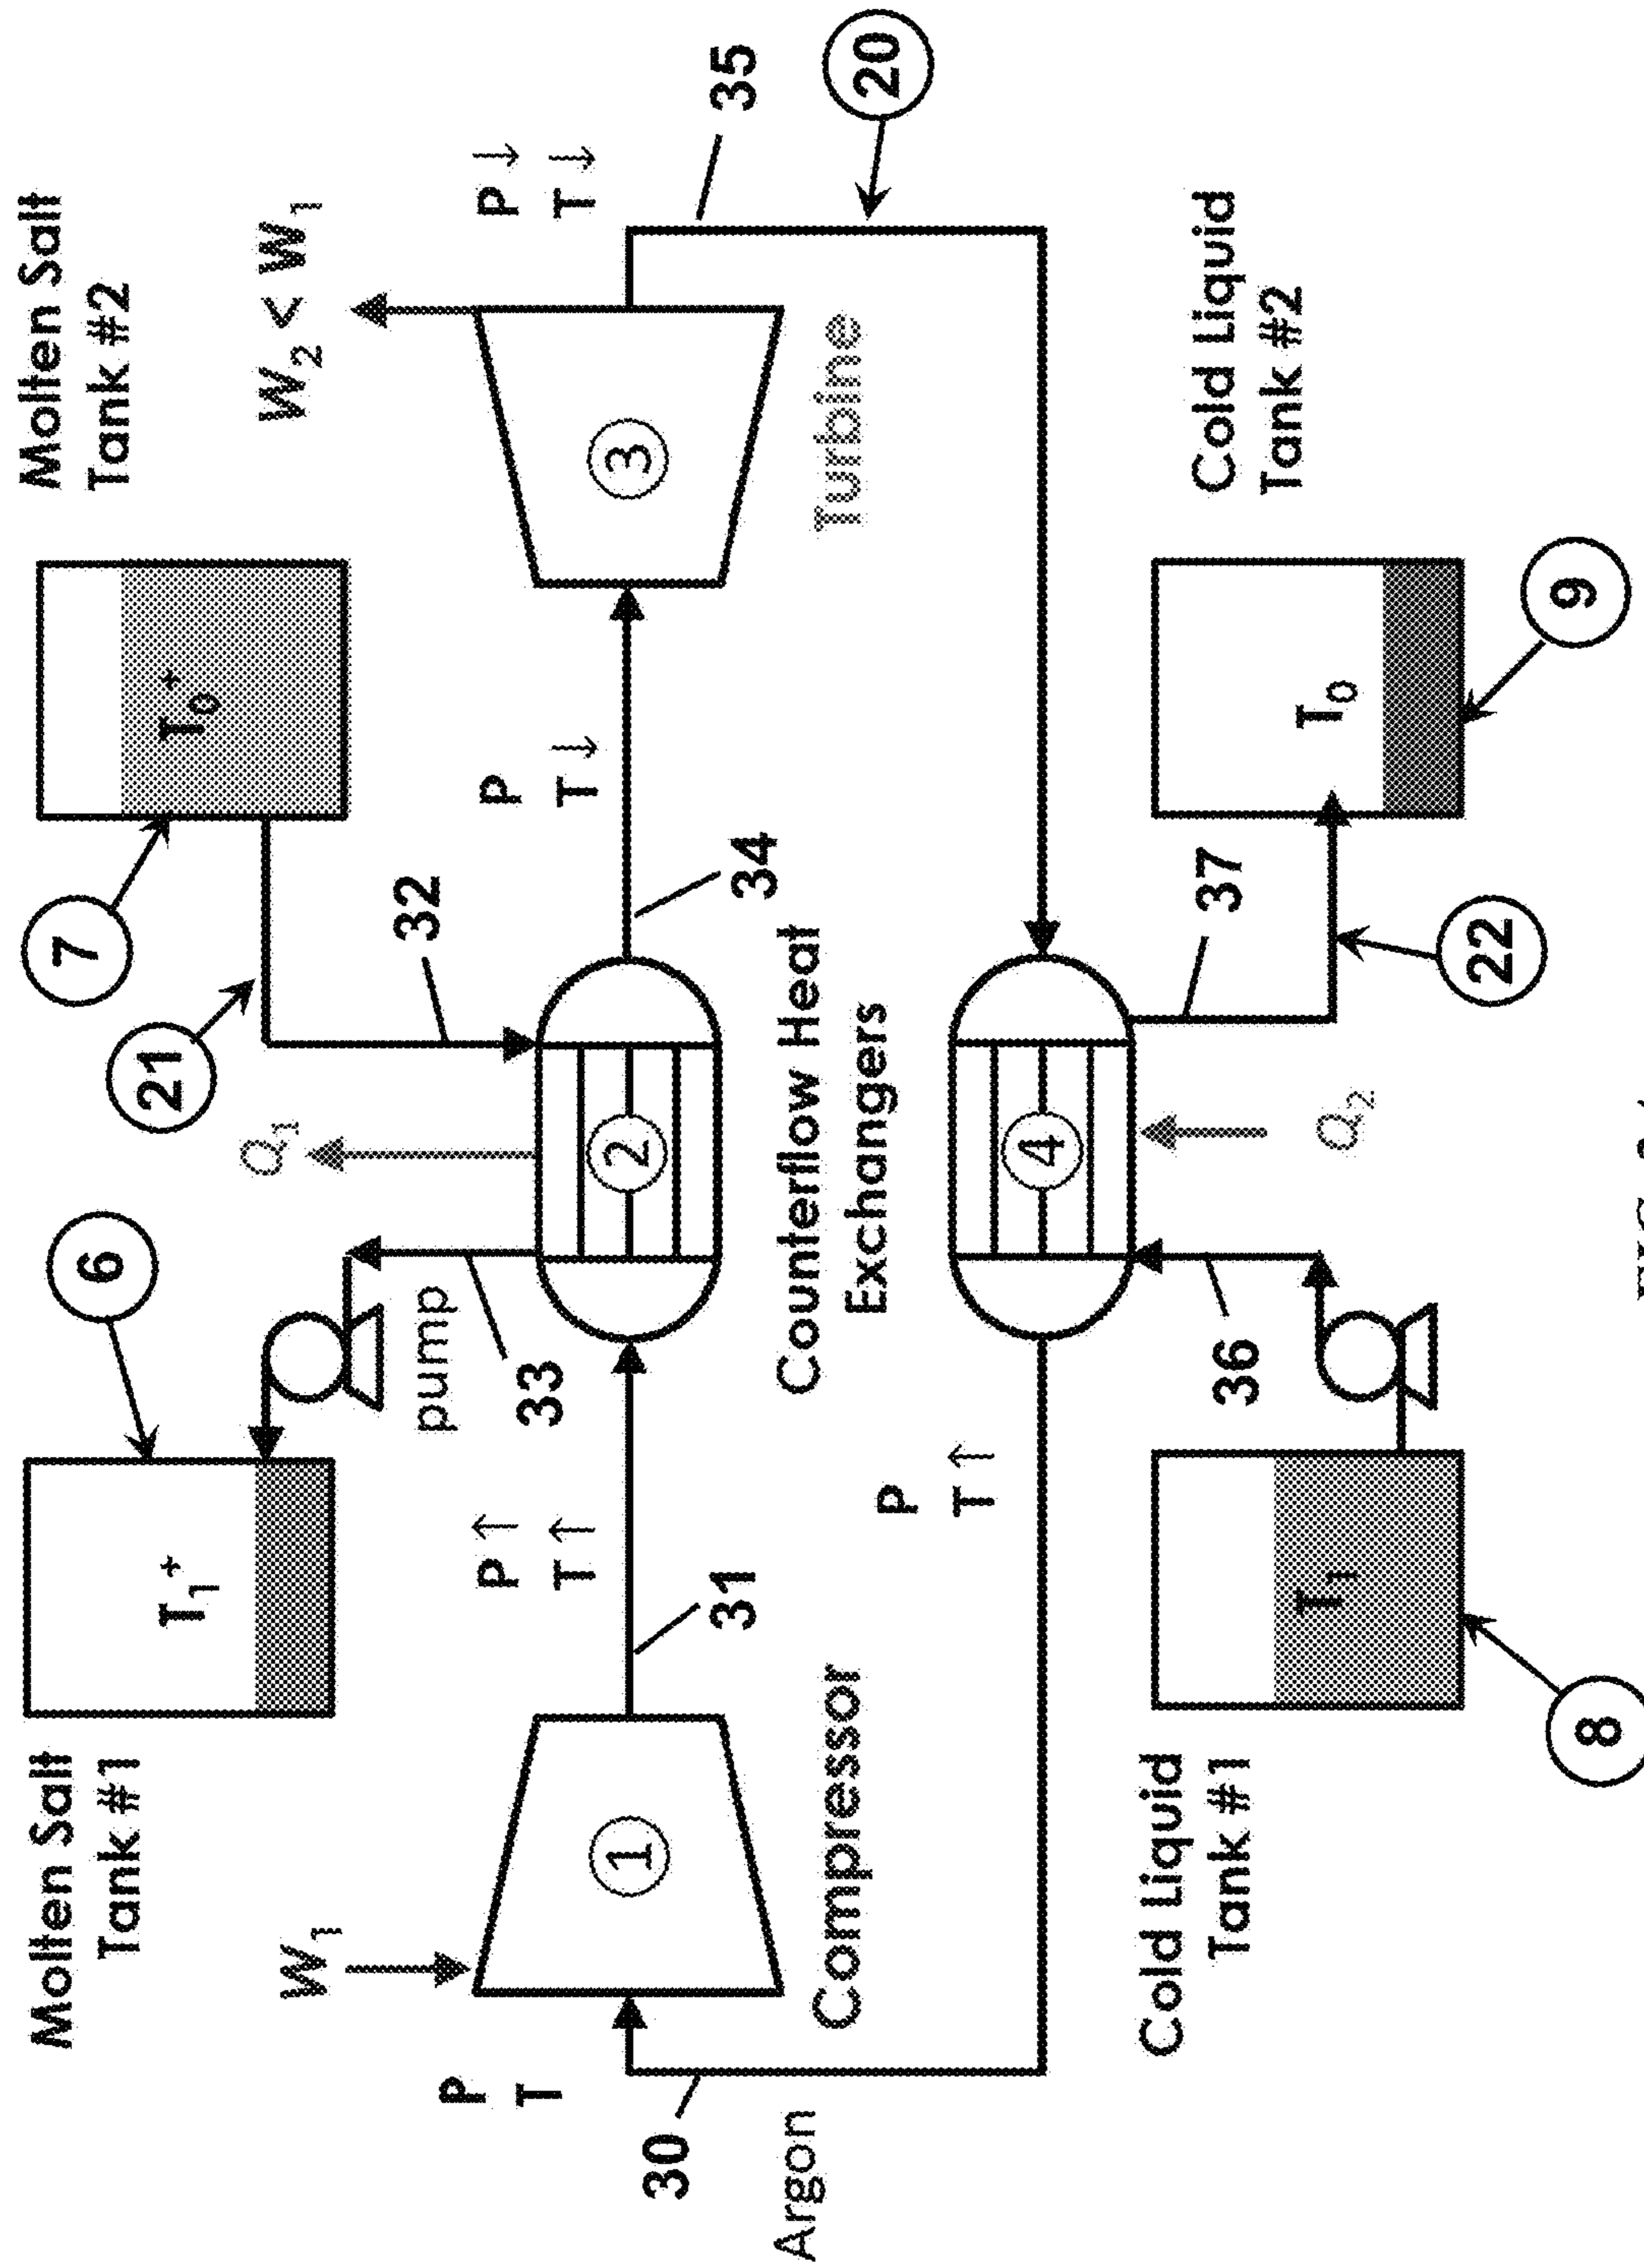 Molten Salt
Tank #1
T1+
6
pump
33
Q1
21
7
32
T0+
Molten Salt
Tank #2
W1
W2 < W1
P
T
1
Compressor
P↑
T↑
31
2
Counterflow Heat
Exchangers
P
T↓
34
3
Turbine
P↓
T↓
35
20
30
Argon
P
T↑
4
Q2
36
37
22
Cold Liquid
Tank #1
T1
8
T0
9
Cold Liquid
Tank #2